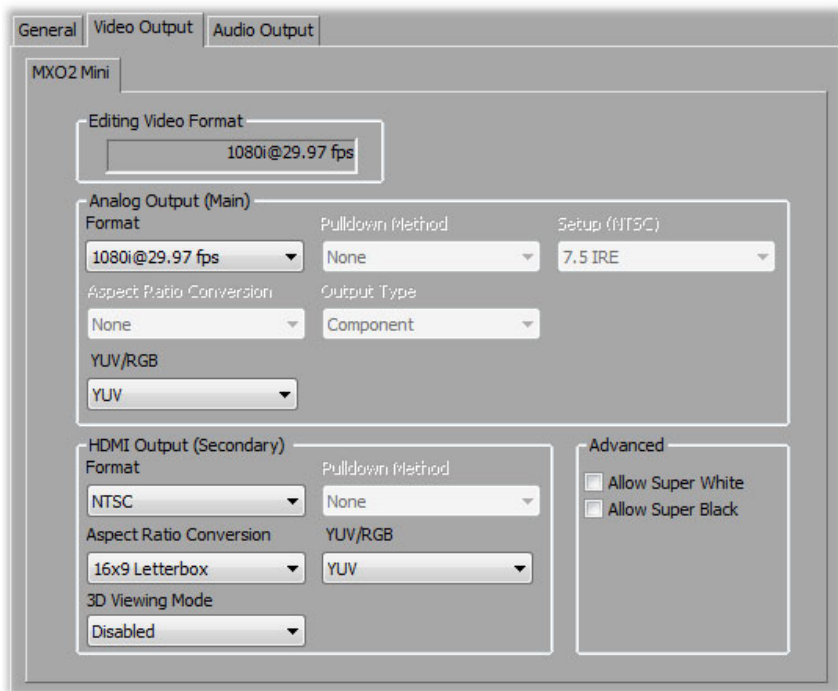 General Video Output Audio Output
MXO2 Mini
Editing Video Format
1080i@29.97 fps
Analog Output (Main)
Format Pulldown Method Setup (NTSC)
1080i@29.97 fps None 7.5 IRE
Aspect Ratio Conversion Output Type
None Component
YUV/RGB
YUV
HDMI Output (Secondary) Advanced
Format Pulldown Method
Allow Super White
NTSC None
Allow Super Black
Aspect Ratio Conversion YUV/RGB
16x9 Letterbox YUV
3D Viewing Mode
Disabled